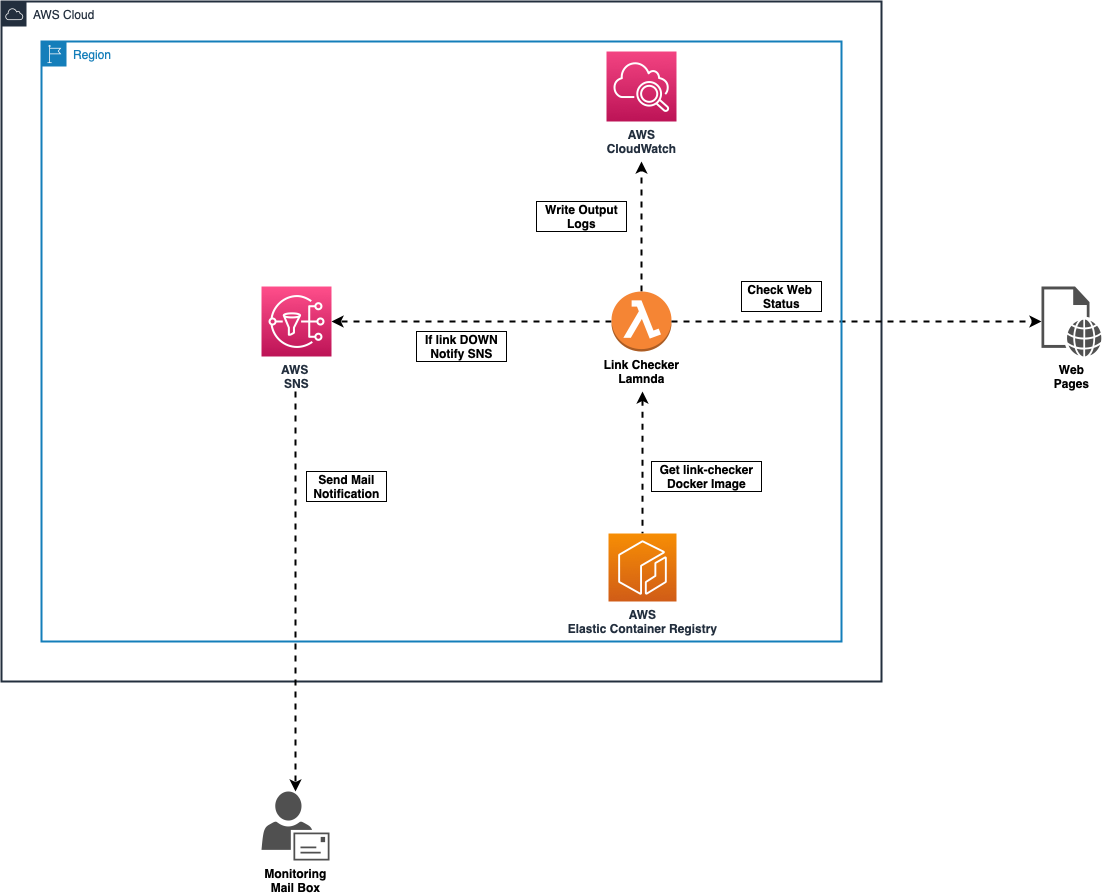 AWS Cloud
Region
AWS
CloudWatch
Write Output
Logs
Check Web
Status
If link DOWN
Notify SNS
Link Checker
Lamnda
AWS
SNS
Web
Pages
Get link-checker
Docker Image
Send Mail
Notification
AWS
Elastic Container Registry
Monitoring
Mail Box